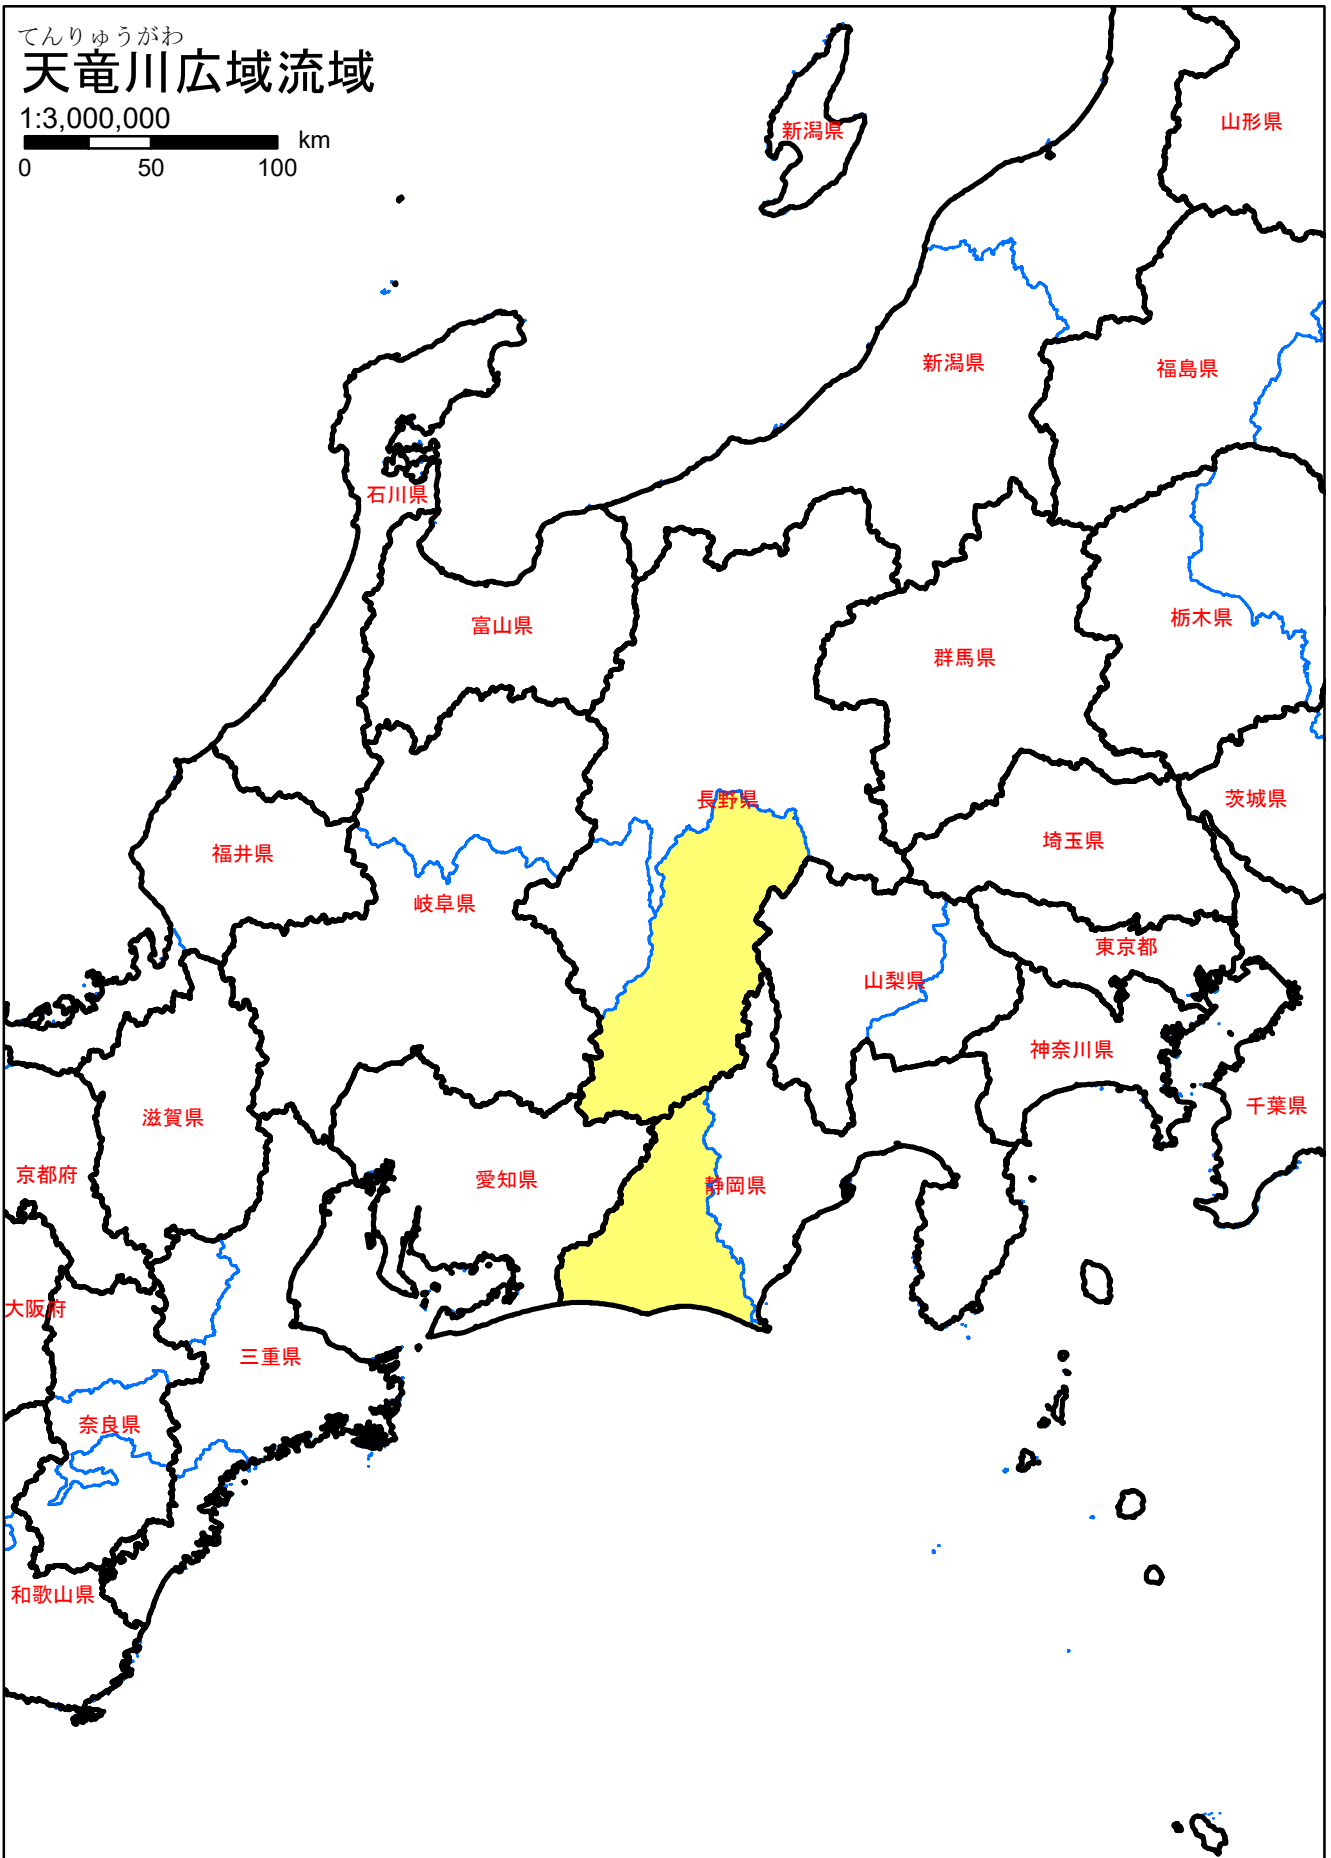 てんりゅうがわ
天竜川広域流域
1:3,000,000
km
0 50 100
新潟県
山形県
新潟県
福島県
石川県
富山県
栃木県
群馬県
長野県
茨城県
埼玉県
福井県
岐阜県
東京都
山梨県
神奈川県
千葉県
滋賀県
京都府
愛知県
静岡県
大阪府
三重県
奈良県
和歌山県